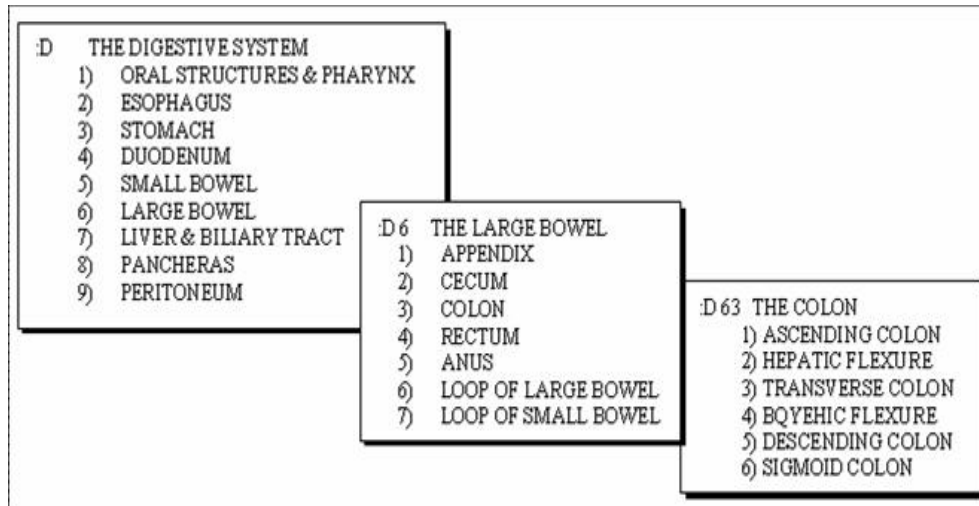 :D THE DIGESTIVE SYSTEM
1) ORAL STRUCTURES & PHARYNX
2) ESOPHAGUS
3) STOMACH
4) DUODENUM
5) SMALL BOWEL
6) LARGE BOWEL
7) LIVER & BILIARY TRACT
8) PANCHERAS
9) PERITONEUM
:D 6 THE LARGE BOWEL
1) APPENDIX
2) CECUM
3) COLON
4) RECTUM
5) ANUS
6) LOOP OF LARGE BOWEL
7) LOOP OF SMALL BOWEL
:D 63 THE COLON
1) ASCENDING COLON
2) HEPATIC FLEXURE
3) TRANSVERSE COLON
4) BQYEHIC FLEXURE
5) DESCENDING COLON
6) SIGMOID COLON